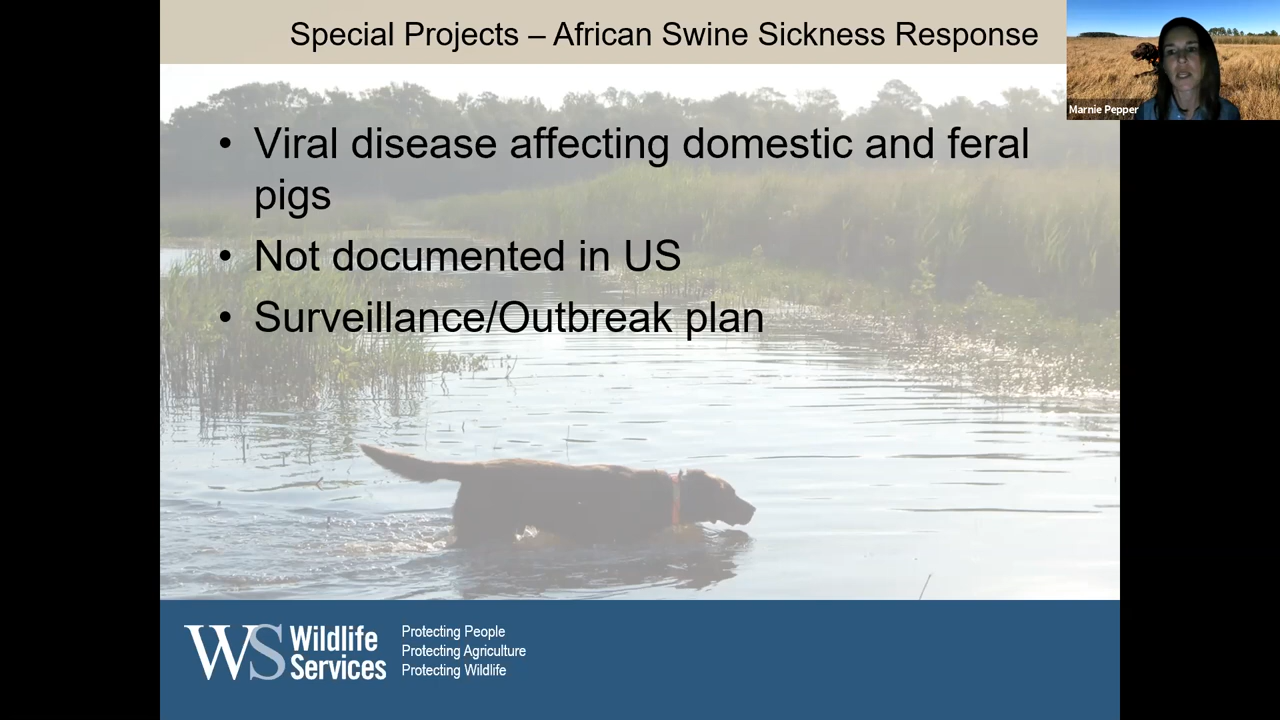 Special Projects – African Swine Sickness Response
Marnie Pepper
• Viral disease affecting domestic and feral
pigs
• Not documented in US
• Surveillance/Outbreak plan
WS Wildlife
Services
Protecting People
Protecting Agriculture
Protecting Wildlife